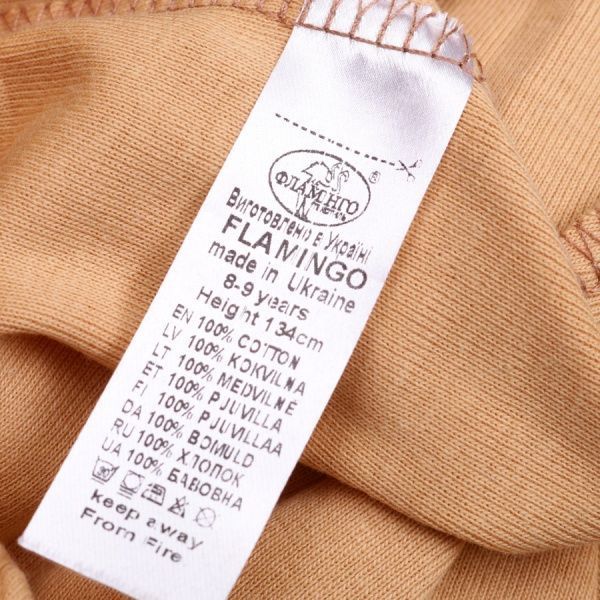 ®
ФЛАМІНГО
Виготовлено в Україні
FLAMINGO
made in Ukraine
8-9 years
Height 134cm
EN 100% COTTON
LV 100% KOKVILNA
LT 100% MEDVILNĖ
ET 100% PJUVILLA
FI 100% PJUVILLAA
DA 100% BOMULD
RU 100% ХЛОПОК
UA 100% БАВОВНА
keep away
From Fire